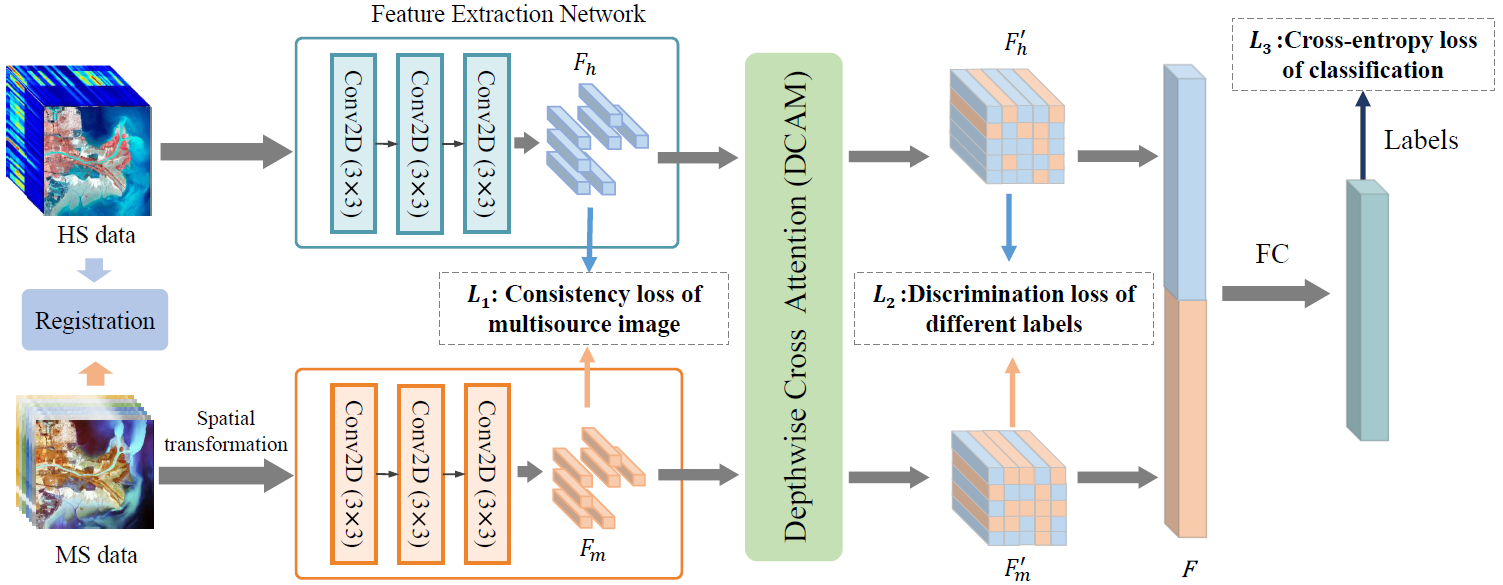 Feature Extraction Network
HS data
Registration
MS data
Spatial
transformation
Conv2D (3×3)
Conv2D (3×3)
Conv2D (3×3)
F_h
L_1: Consistency loss of
multisource image
Conv2D (3×3)
Conv2D (3×3)
Conv2D (3×3)
F_m
Depthwise Cross Attention (DCAM)
F'_h
L_2 :Discrimination loss of
different labels
F'_m
F
FC
L_3 :Cross-entropy loss
of classification
Labels